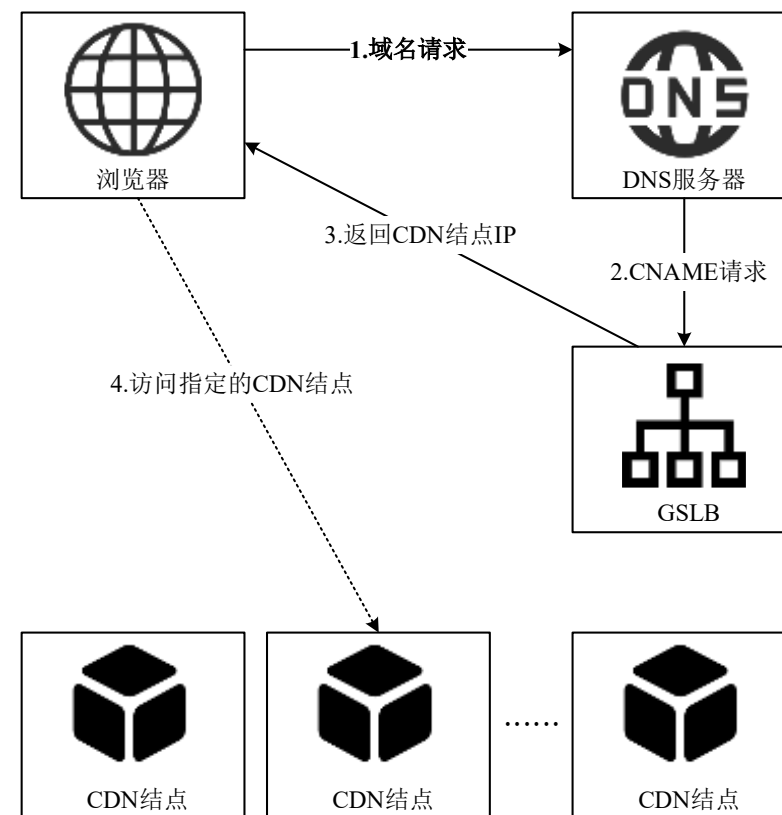 1.域名请求
DNS
浏览器
DNS服务器
3.返回CDN结点IP
2.CNAME请求
4.访问指定的CDN结点
GSLB
……
CDN结点
CDN结点
CDN结点